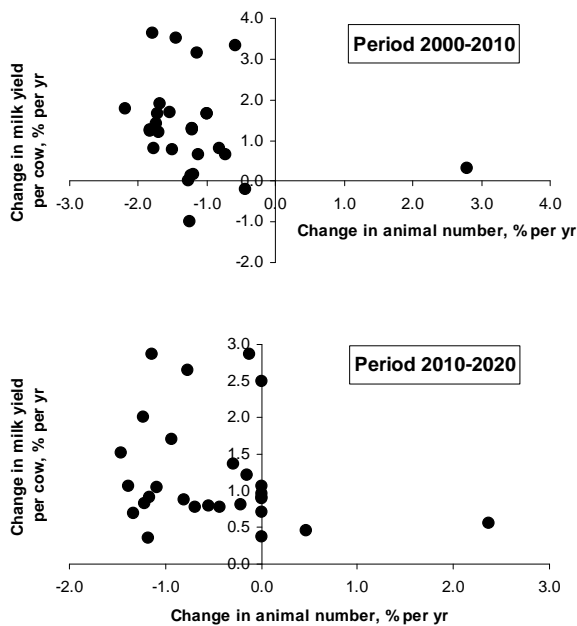 Period 2000-2010
Change in milk yield
per cow, % per yr
4.0
3.0
2.0
1.0
0.0
-1.0
-2.0
-3.0 -2.0 -1.0 0.0 1.0 2.0 3.0 4.0
Change in animal number, % per yr
Period 2010-2020
Change in milk yield
per cow, % per yr
3.0
2.5
2.0
1.5
1.0
0.5
0.0
-2.0 -1.0 0.0 1.0 2.0 3.0
Change in animal number, % per yr